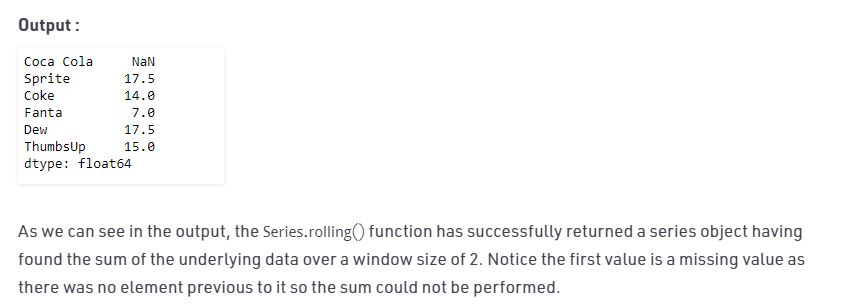 Output :
Coca Cola     NaN
Sprite       17.5
Coke         14.0
Fanta         7.0
Dew          17.5
ThumbsUp     15.0
dtype: float64
As we can see in the output, the Series.rolling() function has successfully returned a series object having
found the sum of the underlying data over a window size of 2. Notice the first value is a missing value as
there was no element previous to it so the sum could not be performed.